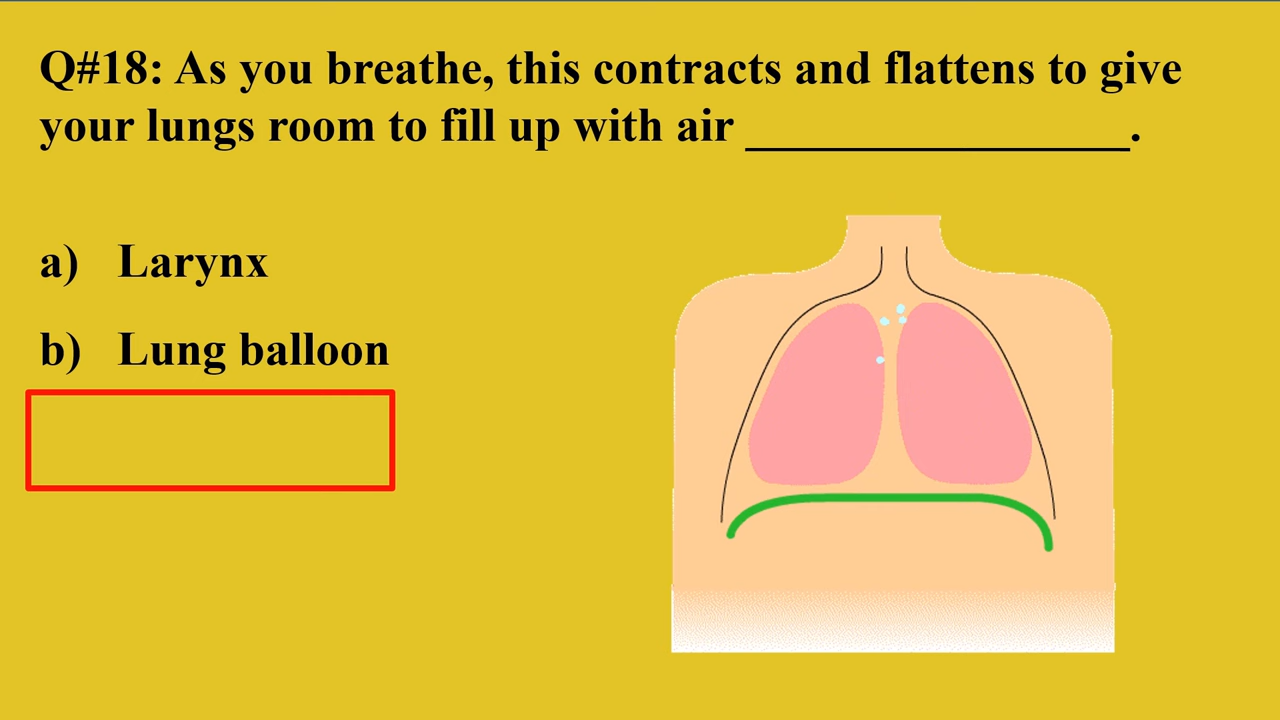 Q#18: As you breathe, this contracts and flattens to give
your lungs room to fill up with air ________________.
a) Larynx
b) Lung balloon